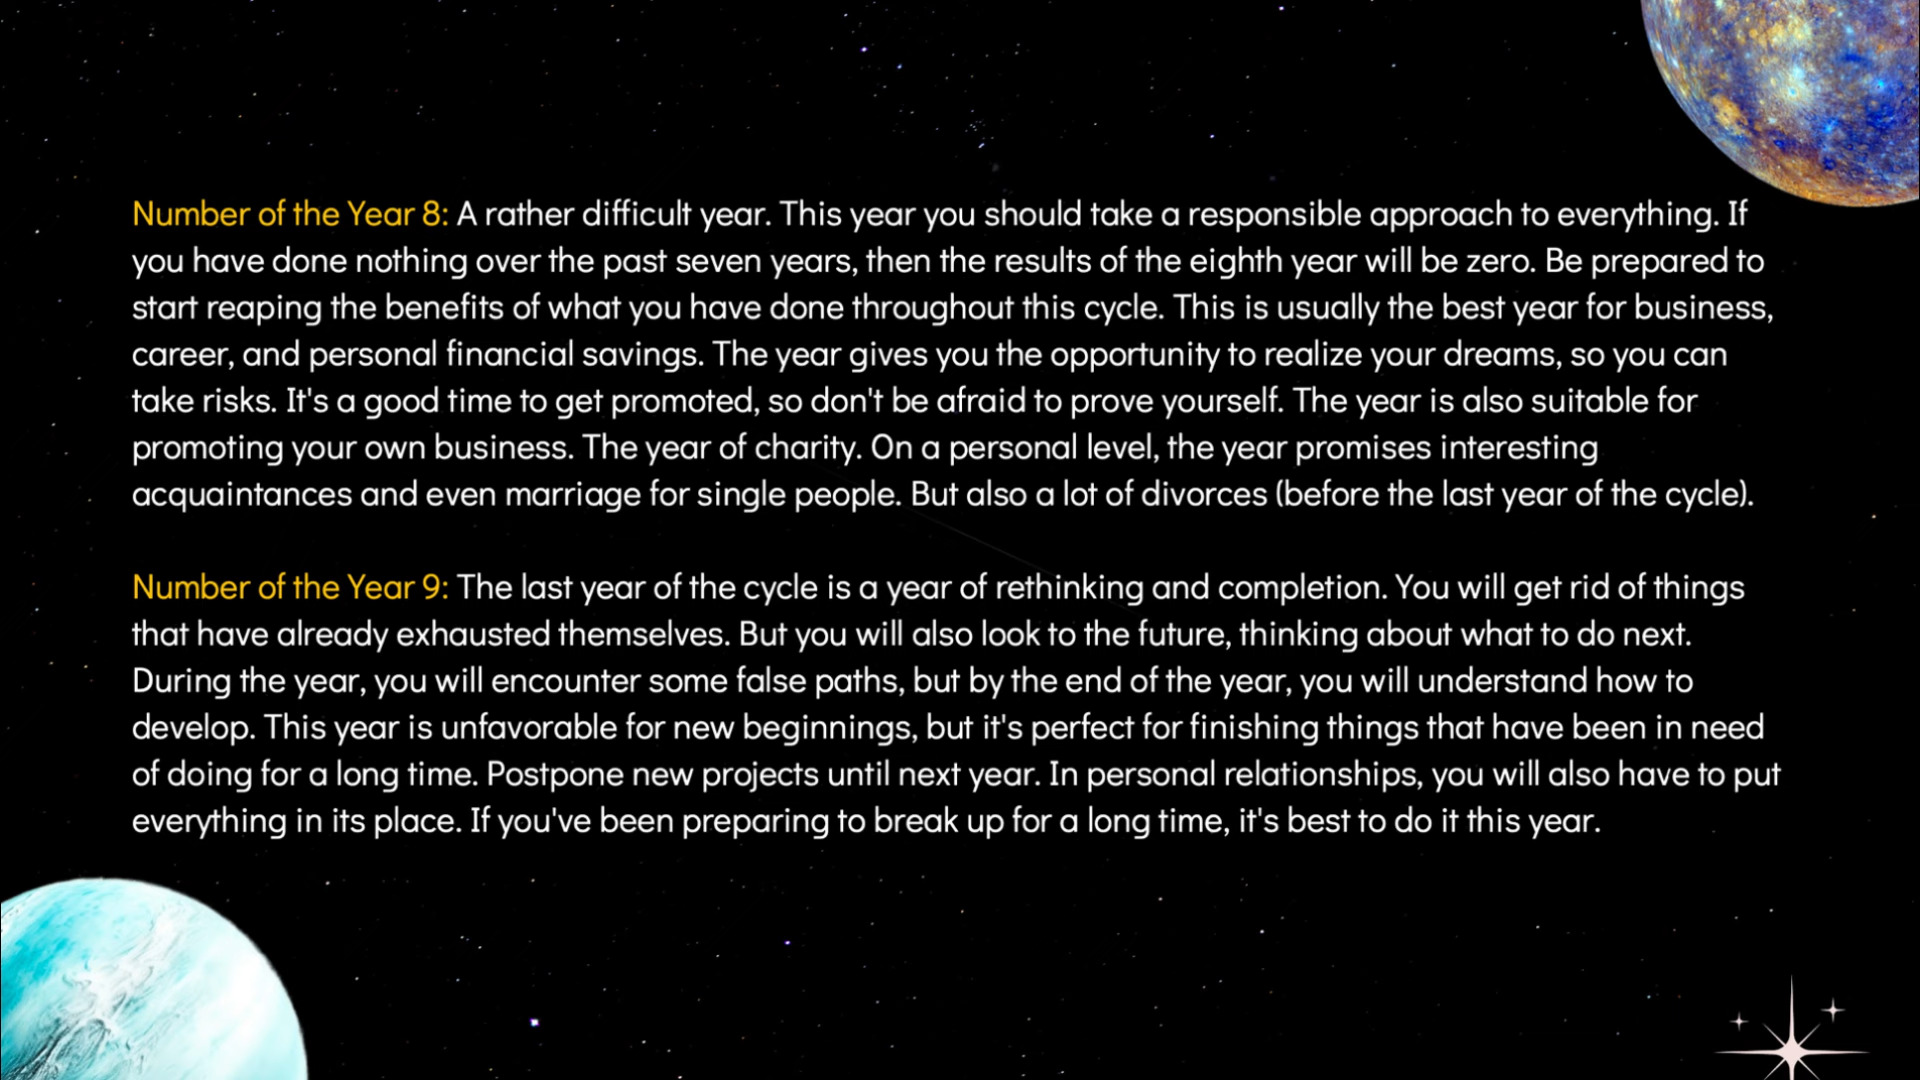 Number of the Year 8: A rather difficult year. This year you should take a responsible approach to everything. If
you have done nothing over the past seven years, then the results of the eighth year will be zero. Be prepared to
start reaping the benefits of what you have done throughout this cycle. This is usually the best year for business,
career, and personal financial savings. The year gives you the opportunity to realize your dreams, so you can
take risks. It's a good time to get promoted, so don't be afraid to prove yourself. The year is also suitable for
promoting your own business. The year of charity. On a personal level, the year promises interesting
acquaintances and even marriage for single people. But also a lot of divorces (before the last year of the cycle).
Number of the Year 9: The last year of the cycle is a year of rethinking and completion. You will get rid of things
that have already exhausted themselves. But you will also look to the future, thinking about what to do next.
During the year, you will encounter some false paths, but by the end of the year, you will understand how to
develop. This year is unfavorable for new beginnings, but it's perfect for finishing things that have been in need
of doing for a long time. Postpone new projects until next year. In personal relationships, you will also have to put
everything in its place. If you've been preparing to break up for a long time, it's best to do it this year.